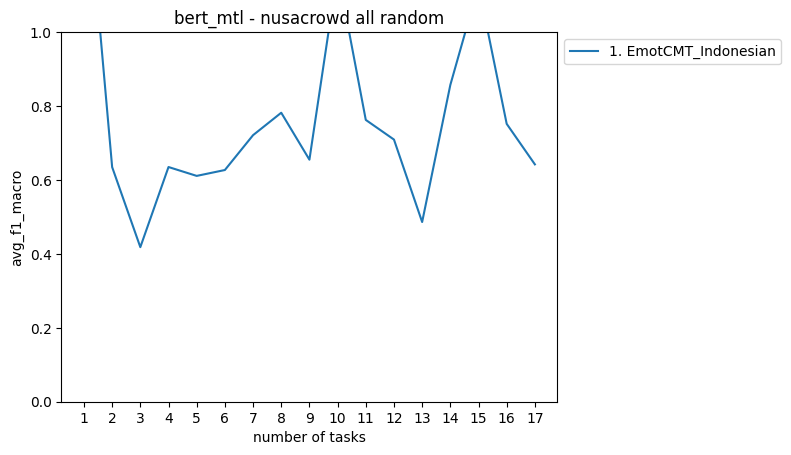 bert_mtl - nusacrowd all random
1. EmotCMT_Indonesian
1.0
0.8
0.6
0.4
0.2
0.0
avg_f1_macro
1 2 3 4 5 6 7 8 9 10 11 12 13 14 15 16 17
number of tasks